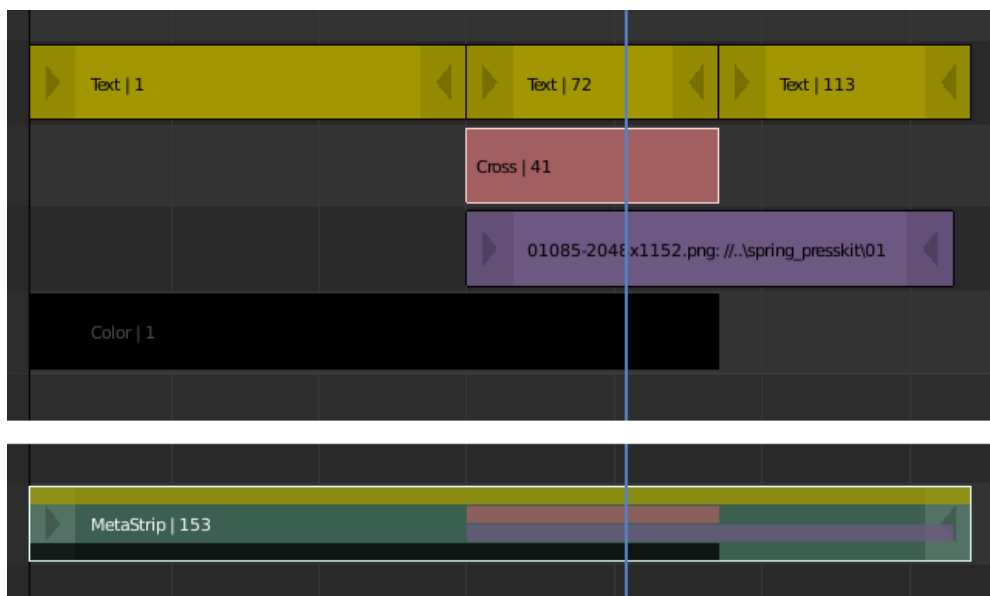 Text | 1
Text | 72
Text | 113
Cross | 41
01085-2048x1152.png: //..\spring_presskit\01
Color | 1
MetaStrip | 153